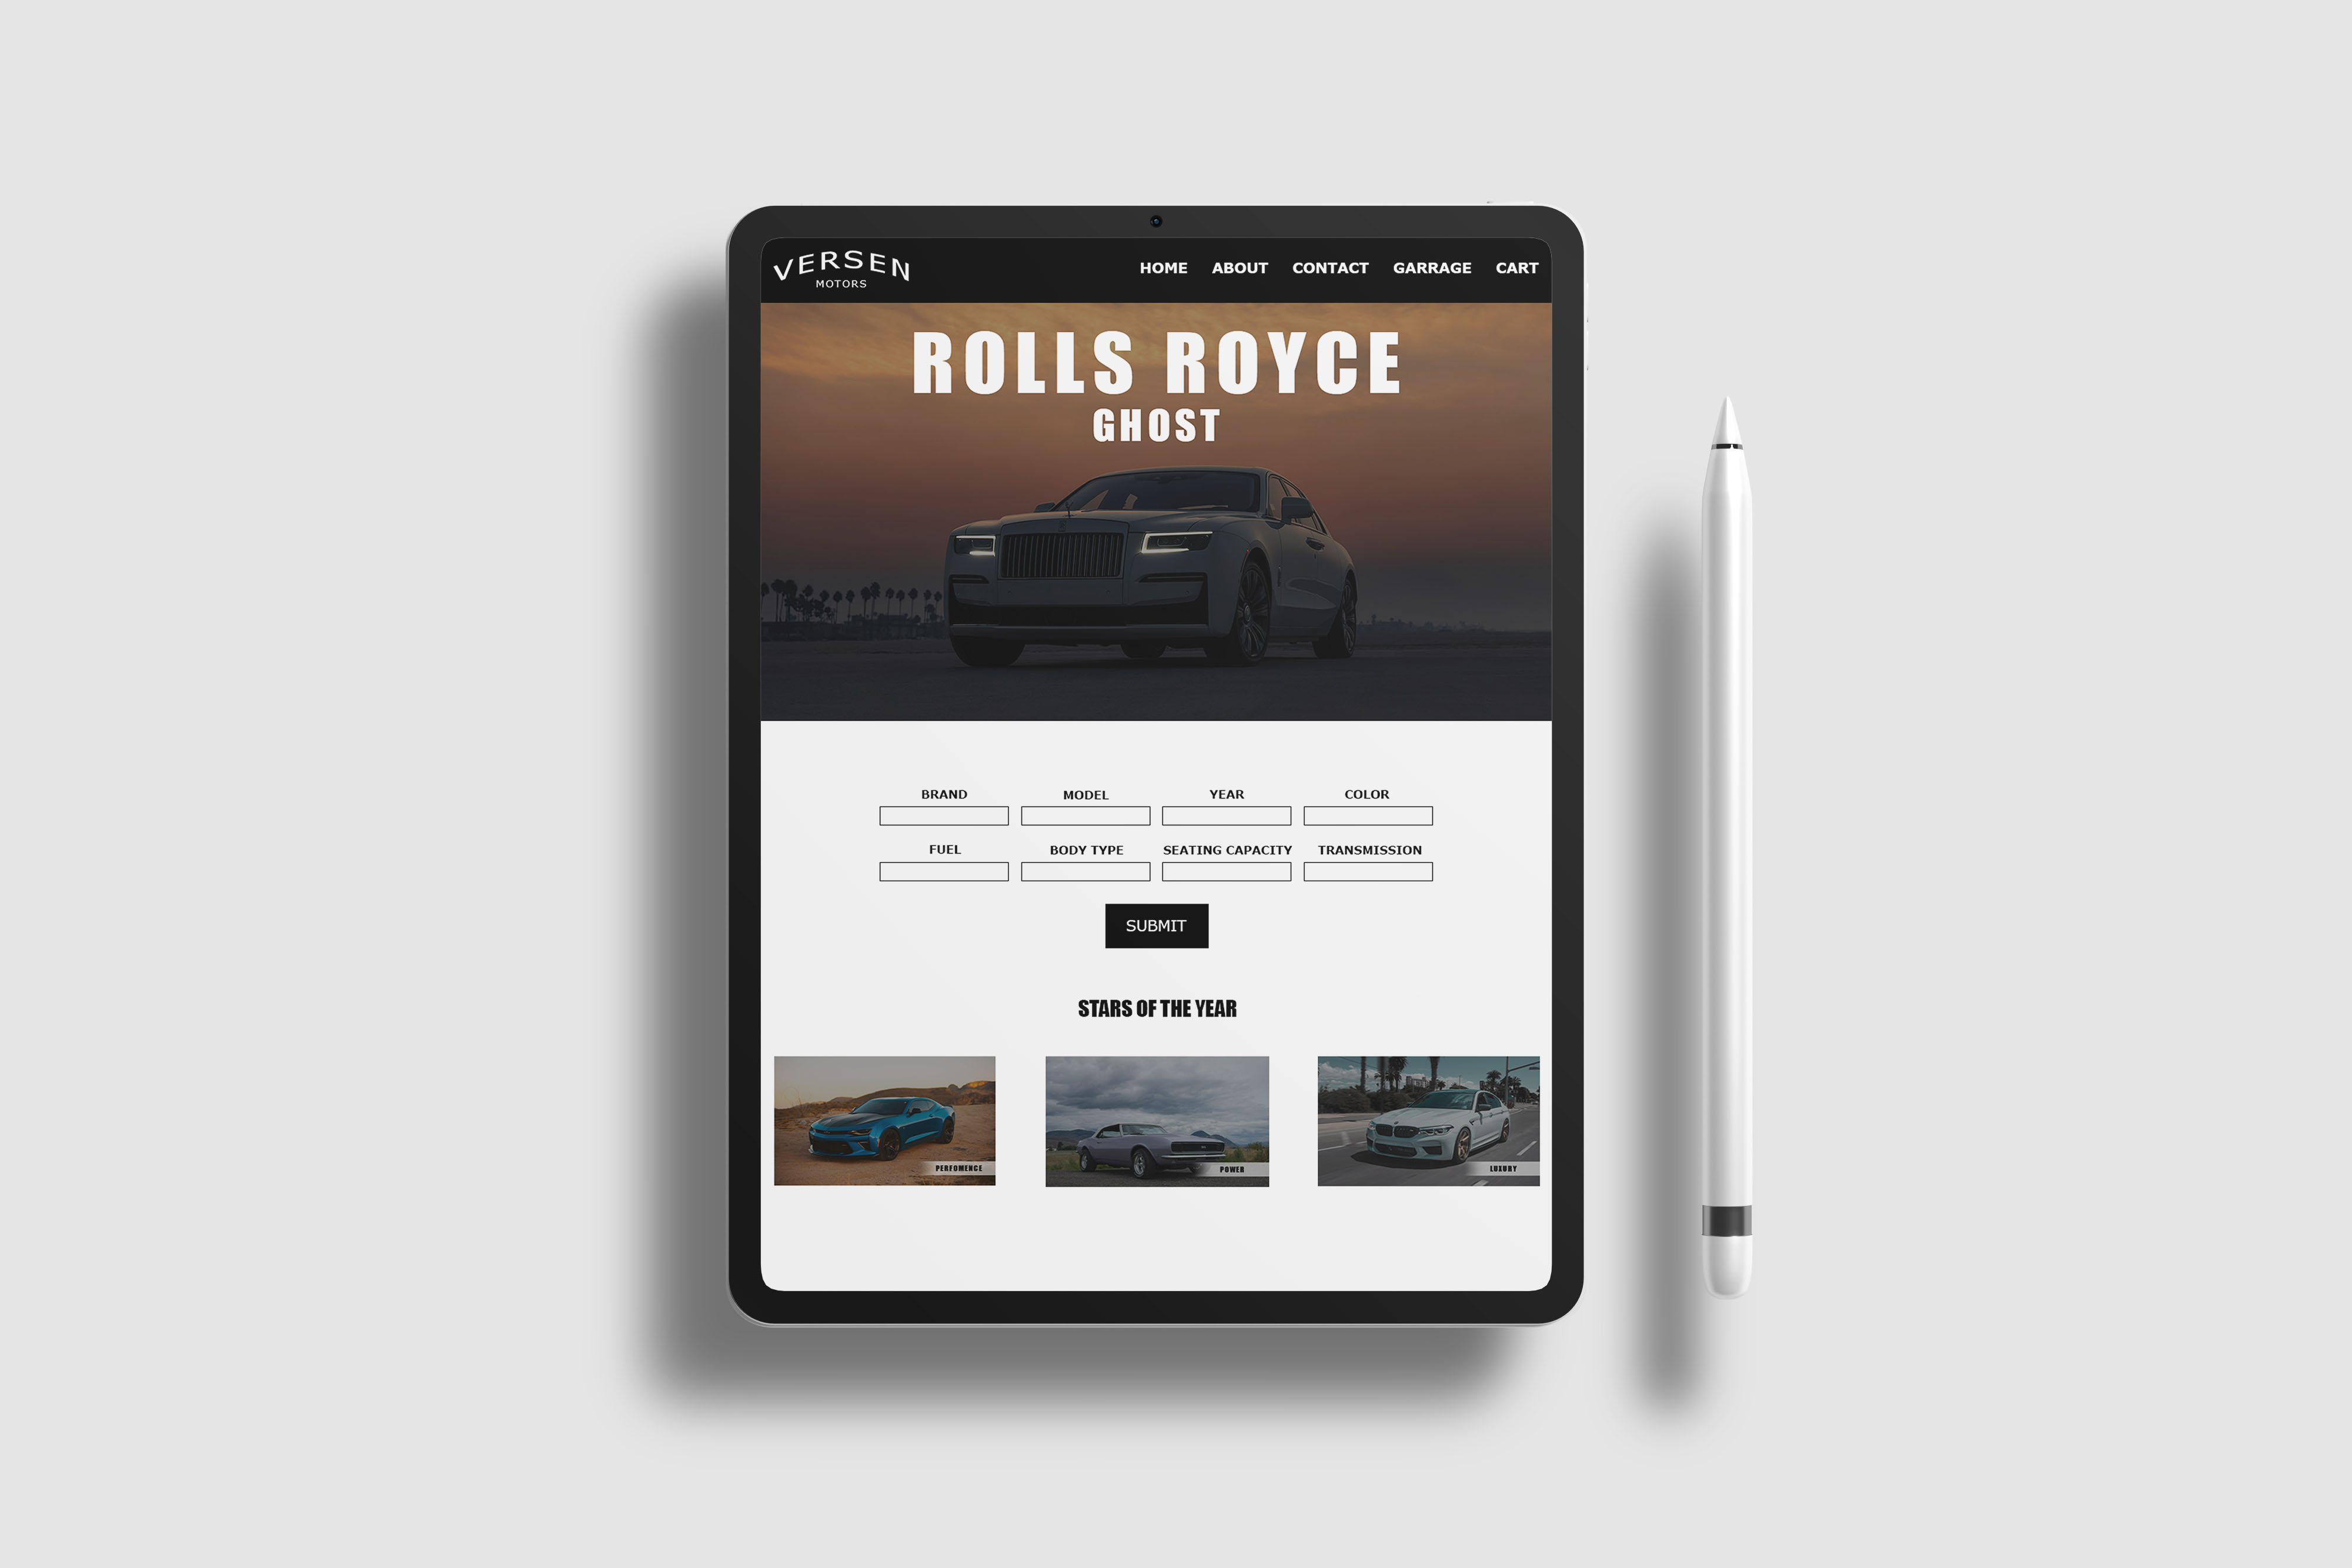 VERSEN
MOTORS
HOME ABOUT CONTACT GARRAGE CART
ROLLS ROYCE
GHOST
BRAND MODEL YEAR COLOR
FUEL BODY TYPE SEATING CAPACITY TRANSMISSION
SUBMIT
STARS OF THE YEAR
PERFOMENCE POWER LUXURY